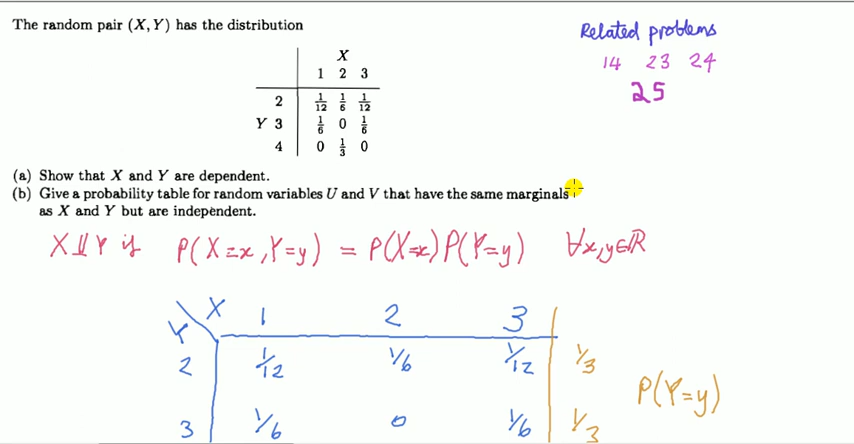 The random pair (X, Y) has the distribution
Related problems
14 23 24
25
X
1 2 3
2 1/12 1/6 1/12
Y 3 1/6 0 1/6
4 0 1/3 0
(a) Show that X and Y are dependent.
(b) Give a probability table for random variables U and V that have the same marginals
as X and Y but are independent.
X ⫫ Y if P(X=x, Y=y) = P(X=x)P(Y=y) ∀x,y∈ℝ
Y X 1 2 3
2 1/12 1/6 1/12 1/3
P(Y=y)
3 1/6 0 1/6 1/3